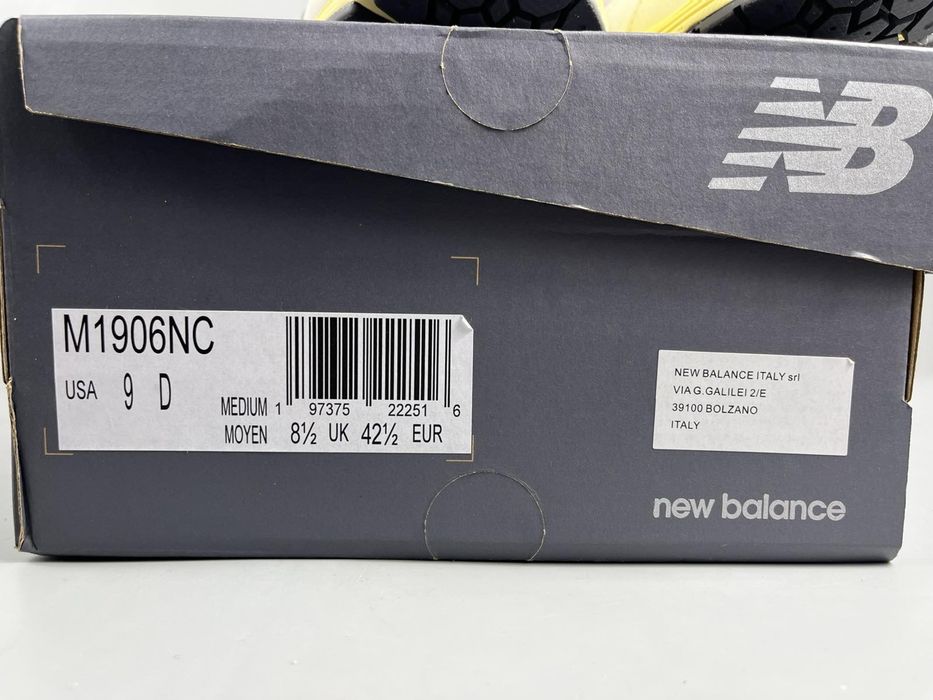 NB
M1906NC
USA 9 D
MEDIUM 1 97375 22251 6
MOYEN 8½ UK 42½ EUR
NEW BALANCE ITALY srl
VIA G.GALILEI 2/E
39100 BOLZANO
ITALY
new balance